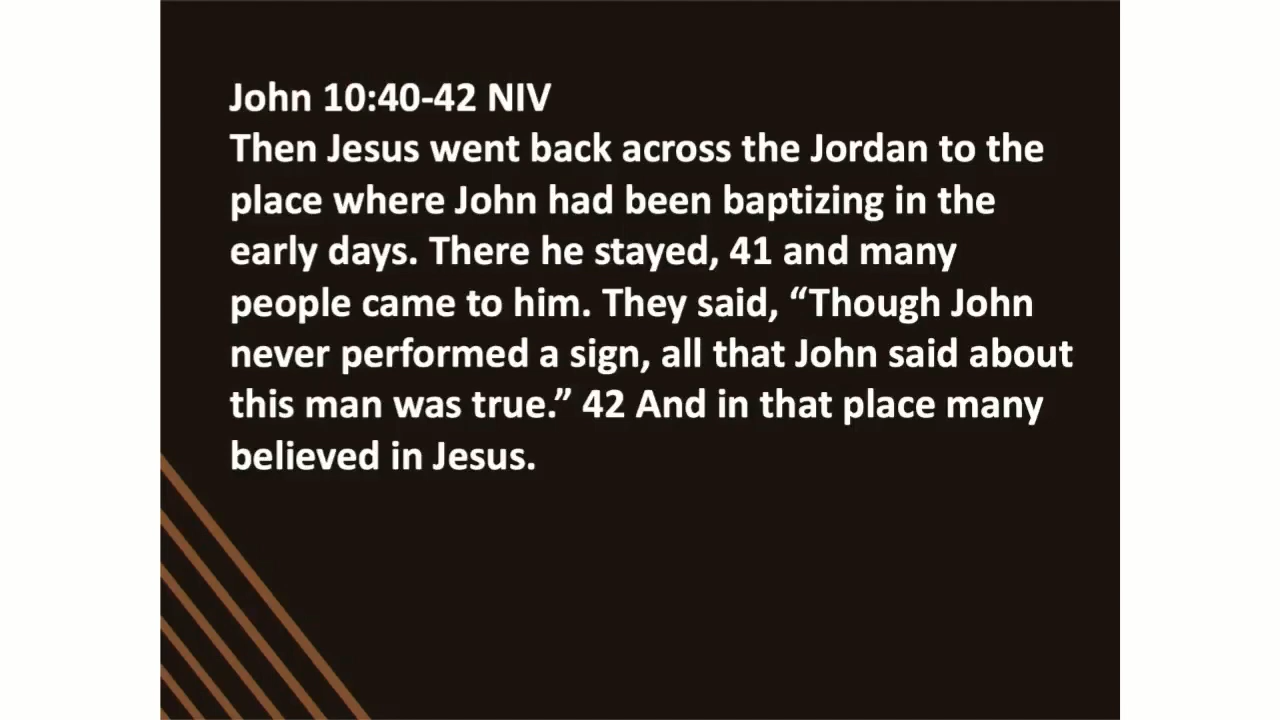 John 10:40-42 NIV
Then Jesus went back across the Jordan to the
place where John had been baptizing in the
early days. There he stayed, 41 and many
people came to him. They said, “Though John
never performed a sign, all that John said about
this man was true.” 42 And in that place many
believed in Jesus.